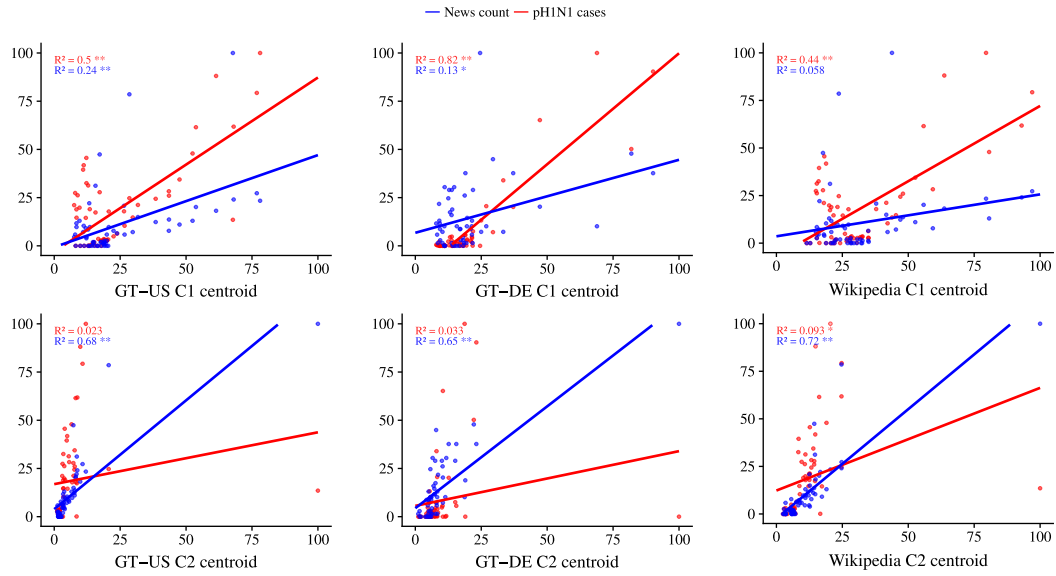 News count pH1N1 cases
100
75
50
25
0
R² = 0.5 **
R² = 0.24 **
0 25 50 75 100
GT−US C1 centroid
100
75
50
25
0
R² = 0.82 **
R² = 0.13 *
0 25 50 75 100
GT−DE C1 centroid
100
75
50
25
0
R² = 0.44 **
R² = 0.058
0 25 50 75 100
Wikipedia C1 centroid
100
75
50
25
0
R² = 0.023
R² = 0.68 **
0 25 50 75 100
GT−US C2 centroid
100
75
50
25
0
R² = 0.033
R² = 0.65 **
0 25 50 75 100
GT−DE C2 centroid
100
75
50
25
0
R² = 0.093 *
R² = 0.72 **
0 25 50 75 100
Wikipedia C2 centroid